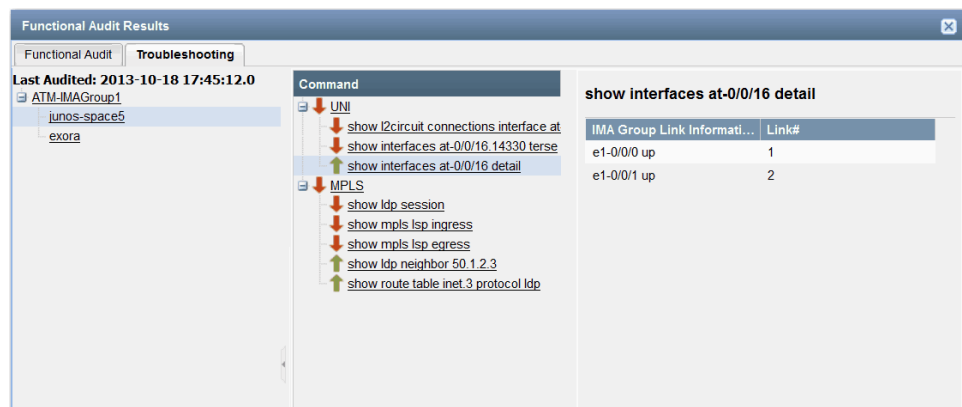 Functional Audit Results
Functional Audit
Troubleshooting
Last Audited: 2013-10-18 17:45:12.0
ATM-IMAGroup1
junos-space5
exora
Command
UNI
show l2circuit connections interface at
show interfaces at-0/0/16.14330 terse
show interfaces at-0/0/16 detail
MPLS
show ldp session
show mpls lsp ingress
show mpls lsp egress
show ldp neighbor 50.1.2.3
show route table inet.3 protocol ldp
show interfaces at-0/0/16 detail
IMA Group Link Informati... Link#
e1-0/0/0 up 1
e1-0/0/1 up 2